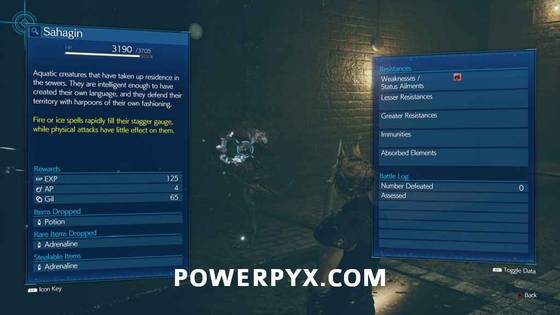 Sahagin
HP 3190 /3705
Aquatic creatures that have taken up residence in
the sewers. They are intelligent enough to have
created their own language, and they defend their
territory with harpoons of their own fashioning.
Fire or ice spells rapidly fill their stagger gauge,
while physical attacks have little effect on them.
Rewards
EXP 125
AP 4
Gil 65
Items Dropped
Potion
Rare Items Dropped
Adrenaline
Stealable Items
Adrenaline
Icon Key
Resistances
Weaknesses /
Status Ailments
Lesser Resistances
Greater Resistances
Immunities
Absorbed Elements
Battle Log
Number Defeated 0
Assessed
Toggle Data
Back
POWERPYX.COM